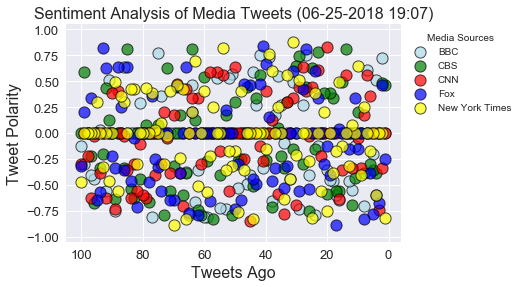 Sentiment Analysis of Media Tweets (06-25-2018 19:07)
Media Sources
BBC
CBS
CNN
Fox
New York Times
Tweet Polarity
1.00
0.75
0.50
0.25
0.00
−0.25
−0.50
−0.75
−1.00
100 80 60 40 20 0
Tweets Ago